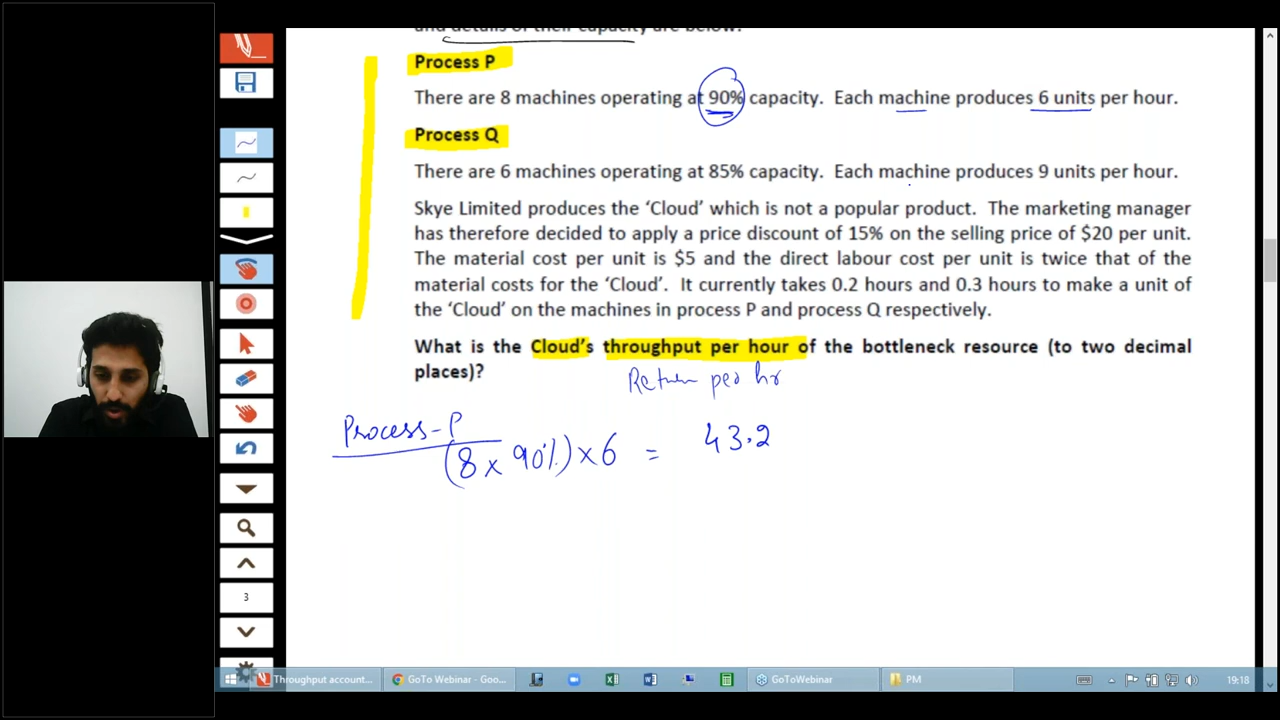 and details of their capacity are below:
Process P
There are 8 machines operating at 90% capacity. Each machine produces 6 units per hour.
Process Q
There are 6 machines operating at 85% capacity. Each machine produces 9 units per hour.
Skye Limited produces the ‘Cloud’ which is not a popular product. The marketing manager
has therefore decided to apply a price discount of 15% on the selling price of $20 per unit.
The material cost per unit is $5 and the direct labour cost per unit is twice that of the
material costs for the ‘Cloud’. It currently takes 0.2 hours and 0.3 hours to make a unit of
the ‘Cloud’ on the machines in process P and process Q respectively.
What is the Cloud’s throughput per hour of the bottleneck resource (to two decimal
places)?
Return per hr
Process-P
(8 x 90%) x 6 = 43.2
3
Throughput account... GoTo Webinar - Goo... GoToWebinar PM 19:18